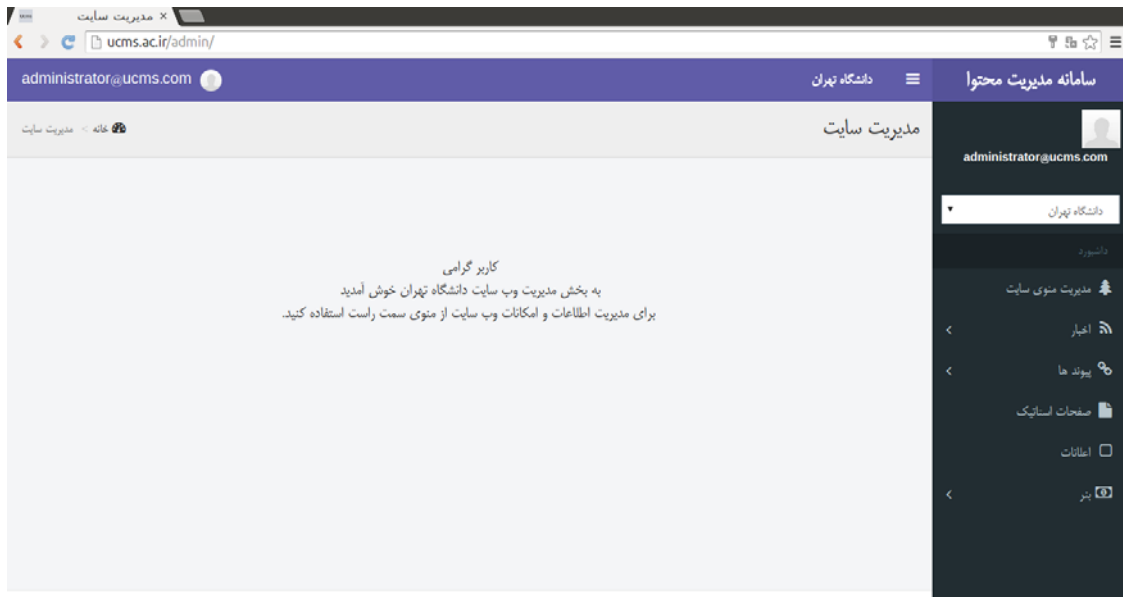 مدیریت سایت ×
ucms.ac.ir/admin/
سامانه مدیریت محتوا
دانشگاه تهران
administrator@ucms.com
administrator@ucms.com
دانشگاه تهران
داشبورد
مدیریت منوی سایت
اخبار
پیوند ها
صفحات استاتیک
اعلانات
بنر
مدیریت سایت
خانه > مدیریت سایت
کاربر گرامی
به بخش مدیریت وب سایت دانشگاه تهران خوش آمدید
برای مدیریت اطلاعات و امکانات وب سایت از منوی سمت راست استفاده کنید.